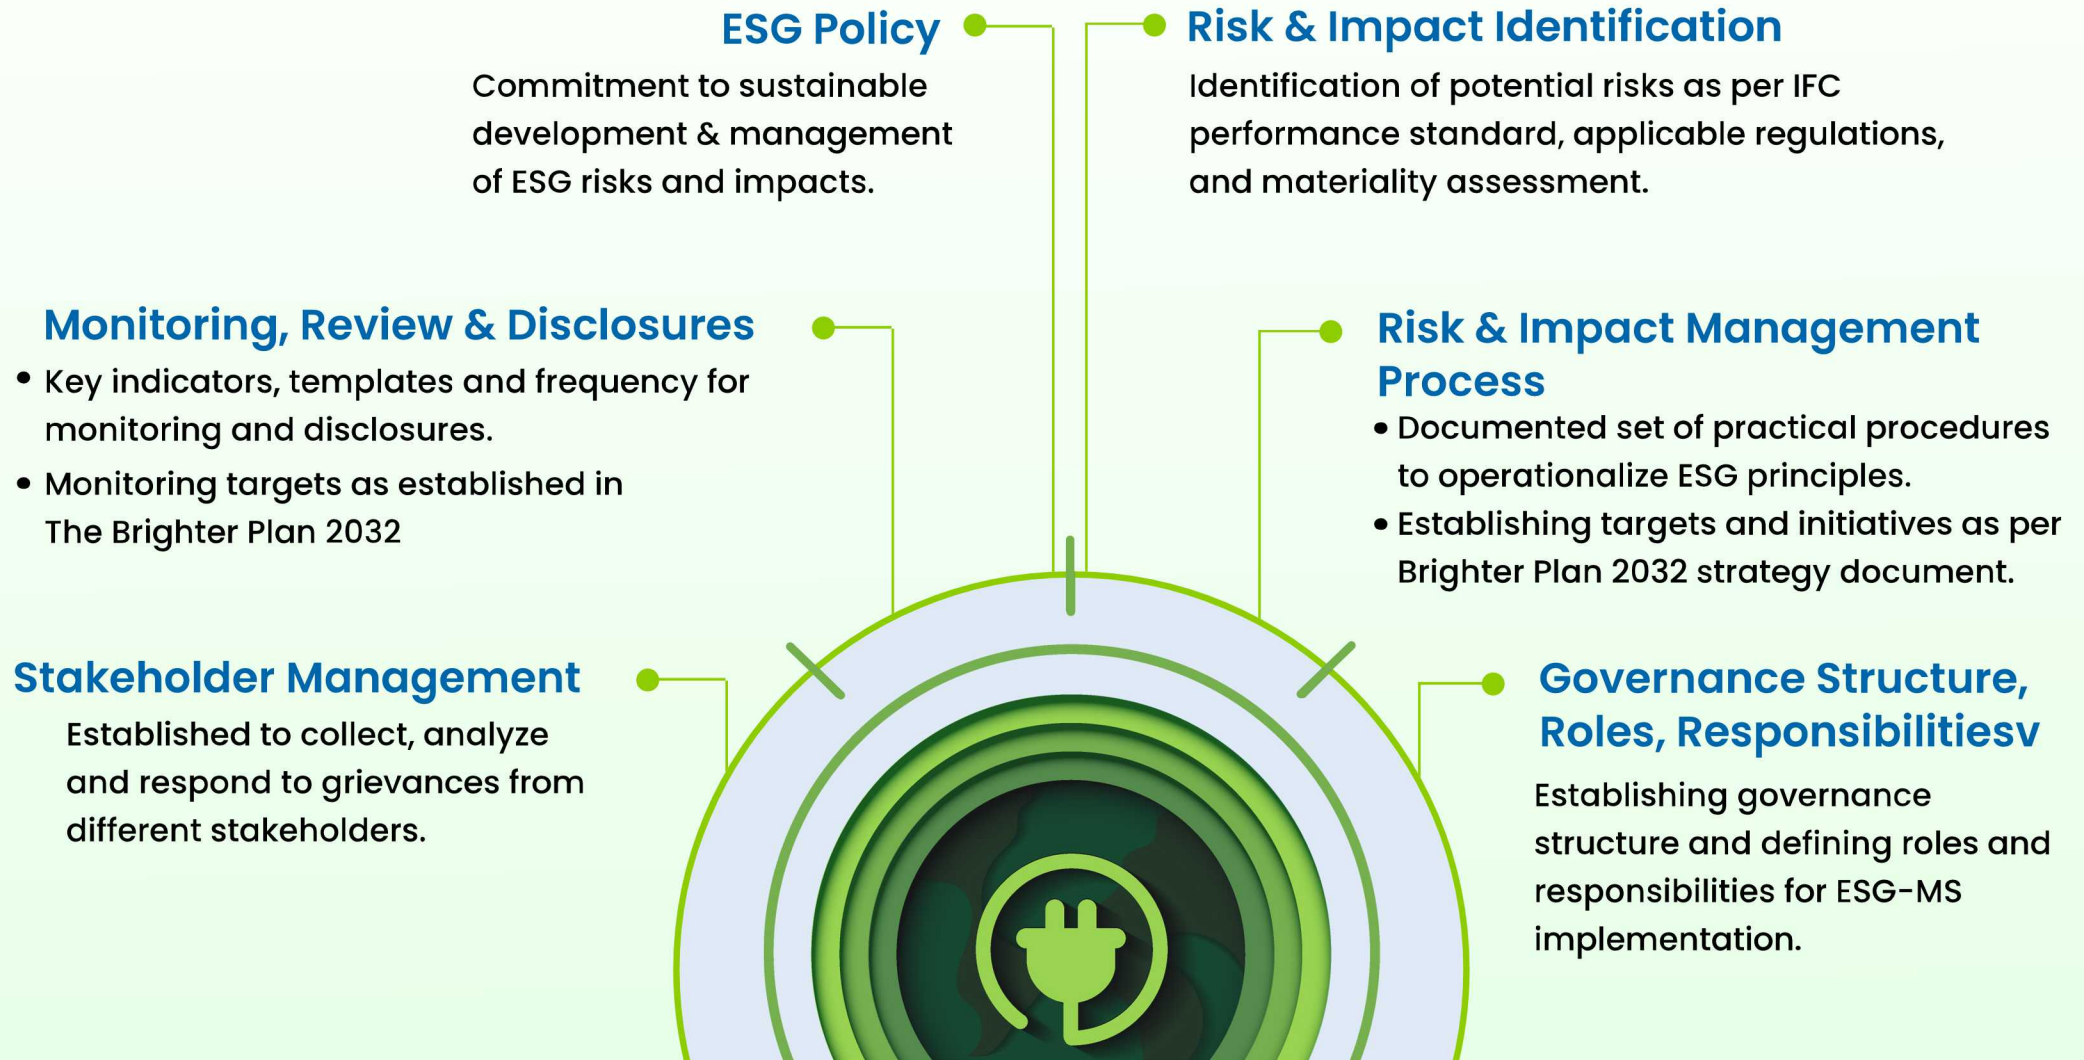 ESG Policy
Commitment to sustainable
development & management
of ESG risks and impacts.
Risk & Impact Identification
Identification of potential risks as per IFC
performance standard, applicable regulations,
and materiality assessment.
Monitoring, Review & Disclosures
• Key indicators, templates and frequency for
monitoring and disclosures.
• Monitoring targets as established in
The Brighter Plan 2032
Risk & Impact Management
Process
• Documented set of practical procedures
to operationalize ESG principles.
• Establishing targets and initiatives as per
Brighter Plan 2032 strategy document.
Stakeholder Management
Established to collect, analyze
and respond to grievances from
different stakeholders.
Governance Structure,
Roles, Responsibilitiesv
Establishing governance
structure and defining roles and
responsibilities for ESG-MS
implementation.